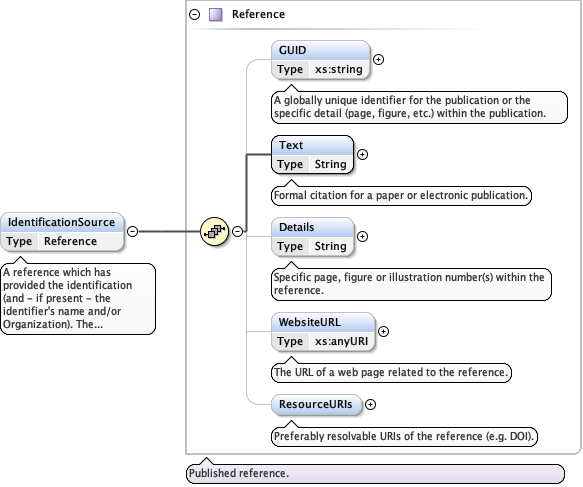 Reference
GUID
Type xs:string
A globally unique identifier for the publication or the
specific detail (page, figure, etc.) within the publication.
Text
Type String
Formal citation for a paper or electronic publication.
IdentificationSource
Type Reference
A reference which has
provided the identification
(and - if present - the
identifier's name and/or
Organization). The...
Details
Type String
Specific page, figure or illustration number(s) within the
reference.
WebsiteURL
Type xs:anyURI
The URL of a web page related to the reference.
ResourceURIs
Preferably resolvable URIs of the reference (e.g. DOI).
Published reference.